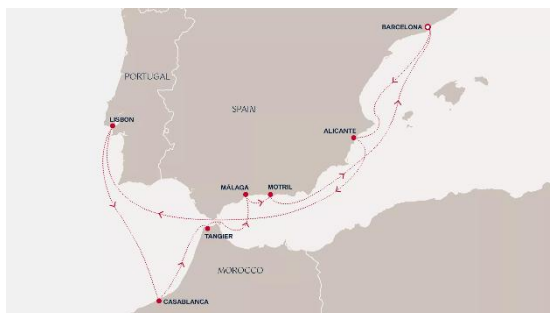 BARCELONA
PORTUGAL
SPAIN
LISBON
ALICANTE
MÁLAGA
MOTRIL
TANGIER
MOROCCO
CASABLANCA